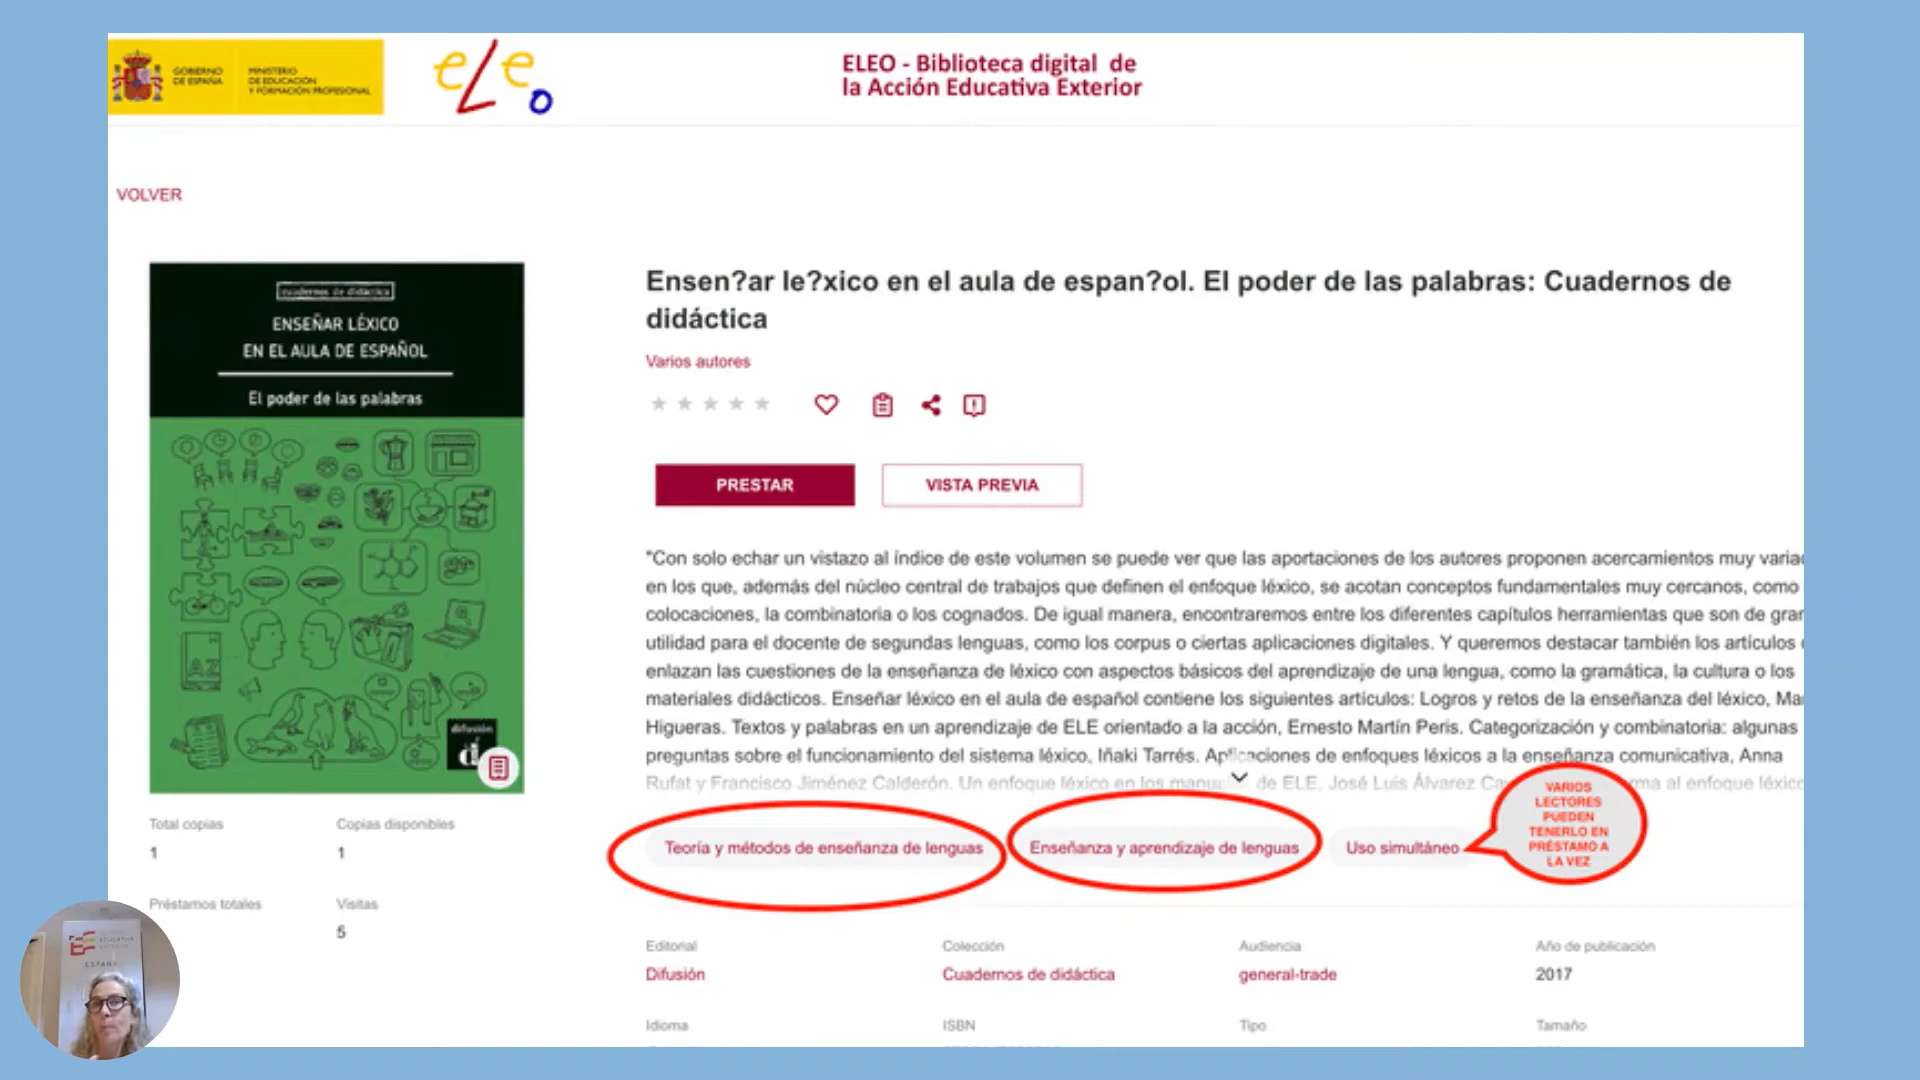 GOBIERNO
DE ESPAÑA
MINISTERIO
DE EDUCACIÓN
Y FORMACIÓN PROFESIONAL
eLeo
ELEO - Biblioteca digital de
la Acción Educativa Exterior
VOLVER
cuadernos de didáctica
ENSEÑAR LÉXICO
EN EL AULA DE ESPAÑOL
El poder de las palabras
AZ
difusión
Ensen?ar le?xico en el aula de espan?ol. El poder de las palabras: Cuadernos de
didáctica
Varios autores
PRESTAR
VISTA PREVIA
"Con solo echar un vistazo al índice de este volumen se puede ver que las aportaciones de los autores proponen acercamientos muy varia
en los que, además del núcleo central de trabajos que definen el enfoque léxico, se acotan conceptos fundamentales muy cercanos, como
colocaciones, la combinatoria o los cognados. De igual manera, encontraremos entre los diferentes capítulos herramientas que son de gran
utilidad para el docente de segundas lenguas, como los corpus o ciertas aplicaciones digitales. Y queremos destacar también los artículos
enlazan las cuestiones de la enseñanza de léxico con aspectos básicos del aprendizaje de una lengua, como la gramática, la cultura o los
materiales didácticos. Enseñar léxico en el aula de español contiene los siguientes artículos: Logros y retos de la enseñanza del léxico,
Higueras. Textos y palabras en un aprendizaje de ELE orientado a la acción, Ernesto Martín Peris. Categorización y combinatoria: algunas
preguntas sobre el funcionamiento del sistema léxico, Iñaki Tarrés. Aplicaciones de enfoques léxicos a la enseñanza comunicativa, Anna
Rufat y Francisco Jiménez Calderón. Un enfoque léxico en los de ELE, José Luis Álvarez al enfoque léxico
VARIOS
LECTORES
PUEDEN
TENERLO EN
PRÉSTAMO A
LA VEZ
Teoría y métodos de enseñanza de lenguas
Enseñanza y aprendizaje de lenguas
Uso simultáneo
Total copias
Copias disponibles
1
1
Préstamos totales
Visitas
5
Editorial
Colección
Audiencia
Año de publicación
Difusión
Cuadernos de didáctica
general-trade
2017
Idioma
ISBN
Tipo
Tamaño